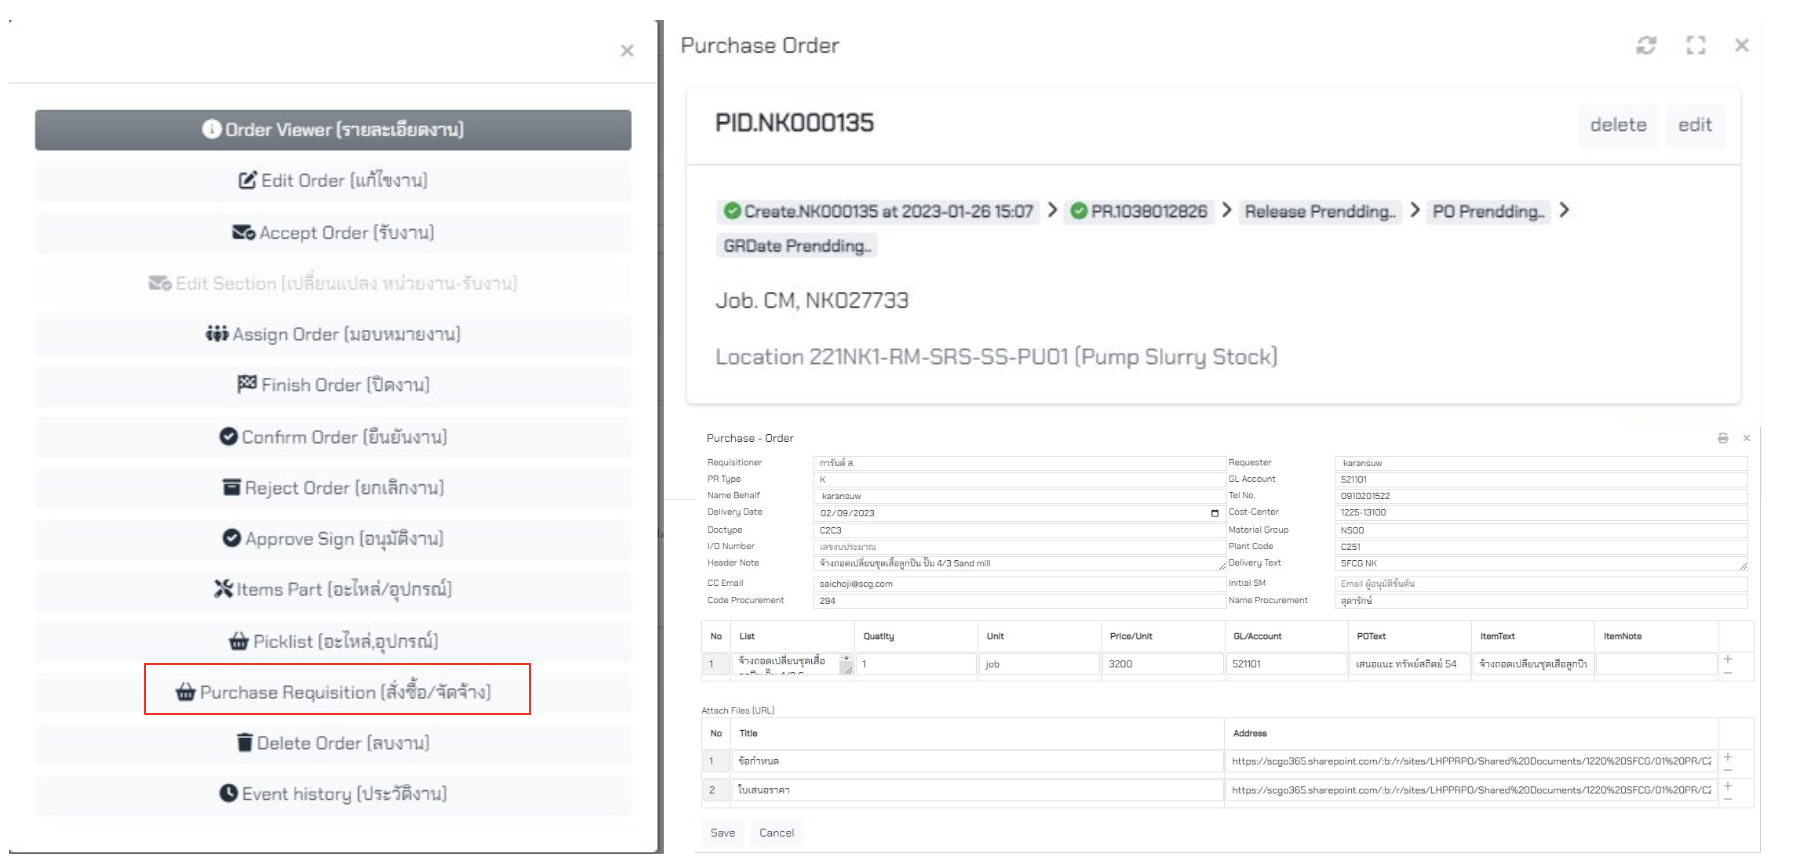 ×
Order Viewer (รายละเอียดงาน)
Edit Order (แก้ไขงาน)
Accept Order (รับงาน)
Edit Section (เปลี่ยนแปลง หน่วยงาน-รับงาน)
Assign Order (มอบหมายงาน)
Finish Order (ปิดงาน)
Confirm Order (ยืนยันงาน)
Reject Order (ยกเลิกงาน)
Approve Sign (อนุมัติงาน)
Items Part (อะไหล่/อุปกรณ์)
Picklist (อะไหล่,อุปกรณ์)
Purchase Requisition (สั่งซื้อ/จัดจ้าง)
Delete Order (ลบงาน)
Event history (ประวัติงาน)
Purchase Order
PID.NK000135
delete edit
Create.NK000135 at 2023-01-26 15:07 > PR.1038012826 > Release Prendding.. > PO Prendding.. >
GRDate Prendding..
Job. CM, NK027733
Location 221NK1-RM-SRS-SS-PU01 (Pump Slurry Stock)
Purchase - Order
Requisitioner การันต์ ส. Requester karansuw
PR Type K GL Account 521101
Name Behalf karansuw Tel No. 0910201522
Delivery Date 02/09/2023 Cost-Center 1225-13100
Doctype C2C3 Material Group NS00
I/O Number เลขงบประมาณ Plant Code C251
Header Note จ้างถอดเปลี่ยนชุดเสื้อลูกปืน ปั๊ม 4/3 Sand mill Delivery Text SFCG NK
CC Email saichoji@scg.com Initial SM Email ผู้อนุมัติขั้นต้น
Code Procurement 294 Name Procurement สุดารักษ์
No List Quatity Unit Price/Unit GL/Account POText ItemText ItemNote
1 จ้างถอดเปลี่ยนชุดเสื้อ 1 job 3200 521101 เสนอแนะ ทรัพย์สถิตย์ 54 จ้างถอดเปลี่ยนชุดเสื้อลูกปืน
Attach Files (URL)
No Title Address
1 ข้อกำหนด https://scgo365.sharepoint.com/:b:/r/sites/LHPPRPO/Shared%20Documents/1220%20SFCG/01%20PR/C2
2 ใบเสนอราคา https://scgo365.sharepoint.com/:b:/r/sites/LHPPRPO/Shared%20Documents/1220%20SFCG/01%20PR/C2
Save Cancel